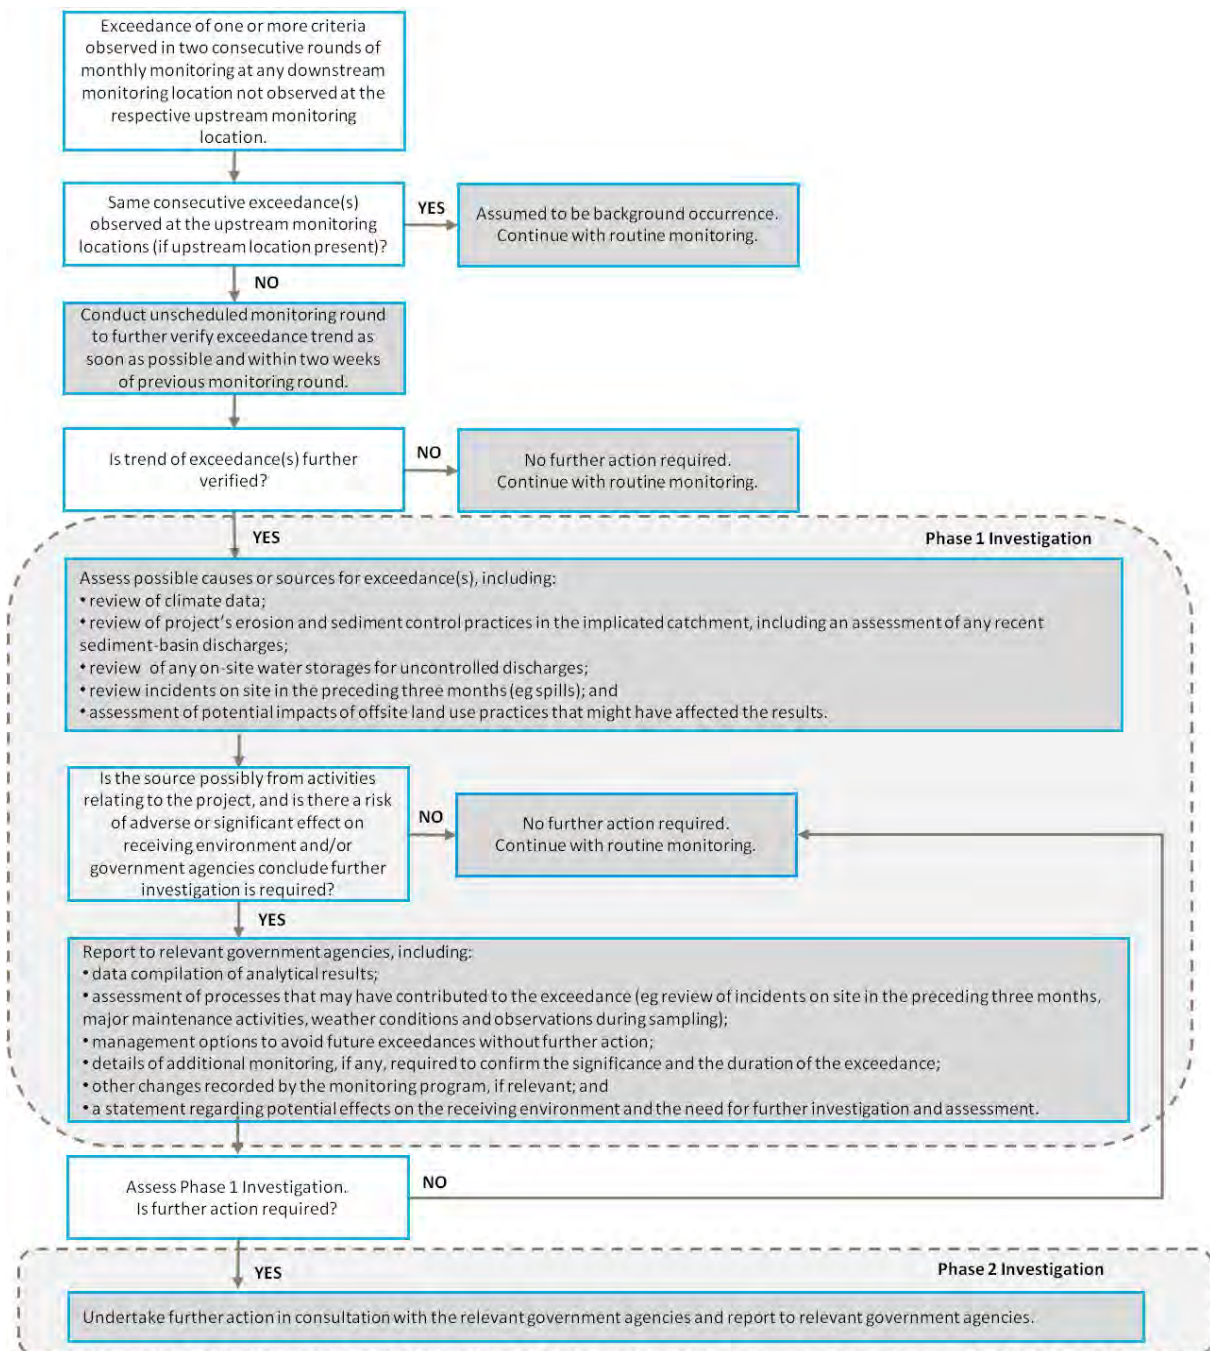 Exceedance of one or more criteria
observed in two consecutive rounds of
monthly monitoring at any downstream
monitoring location not observed at the
respective upstream monitoring
location.
Same consecutive exceedance(s)
observed at the upstream monitoring
locations (if upstream location present)?
YES
Assumed to be background occurrence.
Continue with routine monitoring.
NO
Conduct unscheduled monitoring round
to further verify exceedance trend as
soon as possible and within two weeks
of previous monitoring round.
Is trend of exceedance(s) further
verified?
NO
No further action required.
Continue with routine monitoring.
YES
Phase 1 Investigation
Assess possible causes or sources for exceedance(s), including:
• review of climate data;
• review of project's erosion and sediment control practices in the implicated catchment, including an assessment of any recent
sediment-basin discharges;
• review of any on-site water storages for uncontrolled discharges;
• review incidents on site in the preceding three months (eg spills); and
• assessment of potential impacts of offsite land use practices that might have affected the results.
Is the source possibly from activities
relating to the project, and is there a risk
of adverse or significant effect on
receiving environment and/or
government agencies conclude further
investigation is required?
NO
No further action required.
Continue with routine monitoring.
YES
Report to relevant government agencies, including:
• data compilation of analytical results;
• assessment of processes that may have contributed to the exceedance (eg review of incidents on site in the preceding three months,
major maintenance activities, weather conditions and observations during sampling);
• management options to avoid future exceedances without further action;
• details of additional monitoring, if any, required to confirm the significance and the duration of the exceedance;
• other changes recorded by the monitoring program, if relevant; and
• a statement regarding potential effects on the receiving environment and the need for further investigation and assessment.
Assess Phase 1 Investigation.
Is further action required?
NO
YES
Phase 2 Investigation
Undertake further action in consultation with the relevant government agencies and report to relevant government agencies.